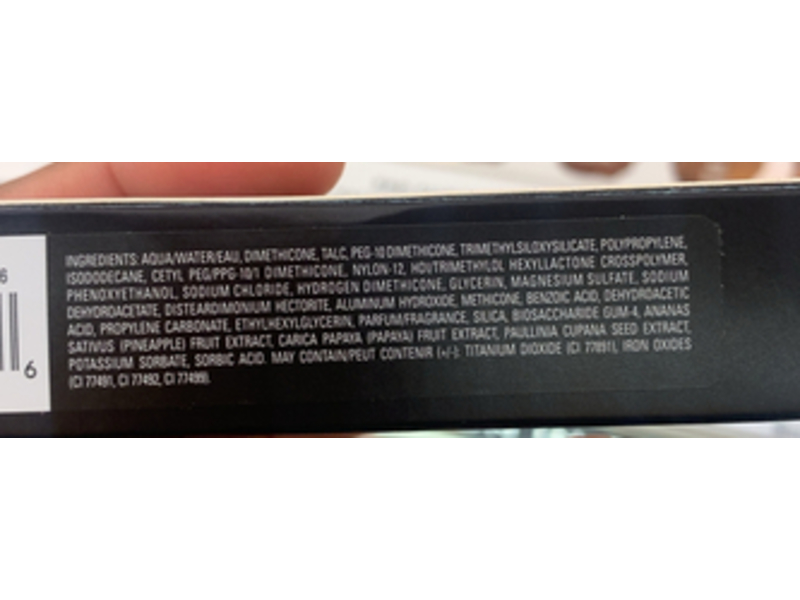 INGREDIENTS: AQUA/WATER/EAU, DIMETHICONE, TALC, PEG-10 DIMETHICONE, TRIMETHYLSILOXYSILICATE, POLYPROPYLENE,
ISODODECANE, CETYL PEG/PPG-10/1 DIMETHICONE, NYLON-12, HDI/TRIMETHYLOL HEXYLLACTONE CROSSPOLYMER,
PHENOXYETHANOL, SODIUM CHLORIDE, HYDROGEN DIMETHICONE, GLYCERIN, MAGNESIUM SULFATE, SODIUM
DEHYDROACETATE, DISTEARDIMONIUM HECTORITE, ALUMINUM HYDROXIDE, METHICONE, BENZOIC ACID, DEHYDROACETIC
ACID, PROPYLENE CARBONATE, ETHYLHEXYLGLYCERIN, PARFUM/FRAGRANCE, SILICA, BIOSACCHARIDE GUM-4, ANANAS
SATIVUS (PINEAPPLE) FRUIT EXTRACT, CARICA PAPAYA (PAPAYA) FRUIT EXTRACT, PAULLINIA CUPANA SEED EXTRACT,
POTASSIUM SORBATE, SORBIC ACID. MAY CONTAIN/PEUT CONTENIR (+/-): TITANIUM DIOXIDE (CI 77891), IRON OXIDES
(CI 77491, CI 77492, CI 77499).
6
6